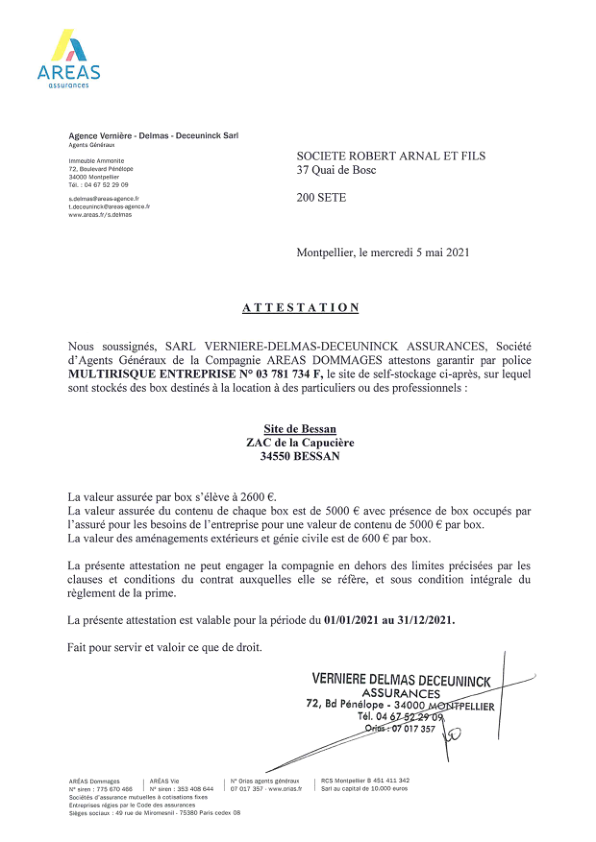 AREAS
assurances
Agence Vernière - Delmas - Deceuninck Sarl
Agents Généraux
Immeuble Ammonite
72, Boulevard Pénélope
34000 Montpellier
Tél. : 04 67 52 29 09
s.delmas@areas-agence.fr
t.deceuninck@areas-agence.fr
www.areas.fr/s.delmas
SOCIETE ROBERT ARNAL ET FILS
37 Quai de Bosc
200 SETE
Montpellier, le mercredi 5 mai 2021
ATTESTATION
Nous soussignés, SARL VERNIERE-DELMAS-DECEUNINCK ASSURANCES, Société
d'Agents Généraux de la Compagnie AREAS DOMMAGES attestons garantir par police
MULTIRISQUE ENTREPRISE N° 03 781 734 F, le site de self-stockage ci-après, sur lequel
sont stockés des box destinés à la location à des particuliers ou des professionnels :
Site de Bessan
ZAC de la Capucière
34550 BESSAN
La valeur assurée par box s'élève à 2600 €.
La valeur assurée du contenu de chaque box est de 5000 € avec présence de box occupés par
l'assuré pour les besoins de l'entreprise pour une valeur de contenu de 5000 € par box.
La valeur des aménagements extérieurs et génie civile est de 600 € par box.
La présente attestation ne peut engager la compagnie en dehors des limites précisées par les
clauses et conditions du contrat auxquelles elle se réfère, et sous condition intégrale du
règlement de la prime.
La présente attestation est valable pour la période du 01/01/2021 au 31/12/2021.
Fait pour servir et valoir ce que de droit.
VERNIERE DELMAS DECEUNINCK
ASSURANCES
72, Bd Pénélope - 34000 MONTPELLIER
Tél. 04 67 52 29 09
Orias : 07 017 357
ARÉAS Dommages
N° siren : 775 670 466
ARÉAS Vie
N° siren : 353 408 644
N° Orias agents généraux
07 017 357 - www.orias.fr
RCS Montpellier B 451 411 342
Sarl au capital de 10.000 euros
Sociétés d'assurance mutuelles à cotisations fixes
Entreprises régies par le Code des assurances
Sièges sociaux : 49 rue de Miromesnil - 75380 Paris cedex 08